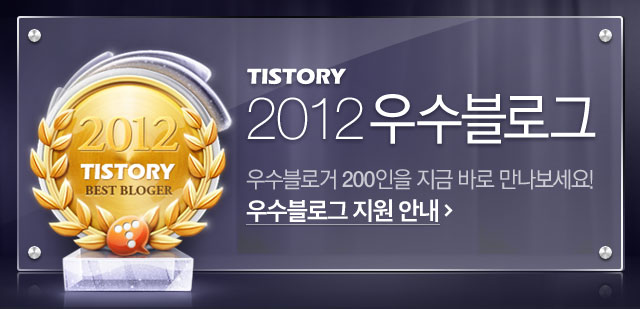 2012
TISTORY
BEST BLOGER
TISTORY
2012 우수블로그
우수블로거 200인을 지금 바로 만나보세요!
우수블로그 지원 안내 >